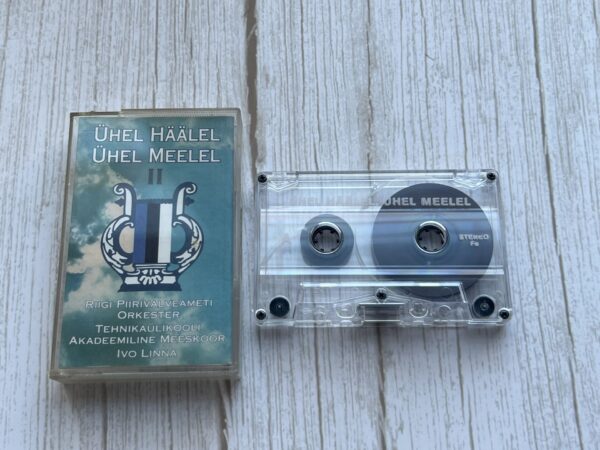 Ühel Häälel
Ühel Meelel
II
Riigi Piirivalveameti
Orkester
Tehnikaülikooli
Akadeemiline Meeskoor
Ivo Linna
ÜHEL MEELEL
STEREO
Fe